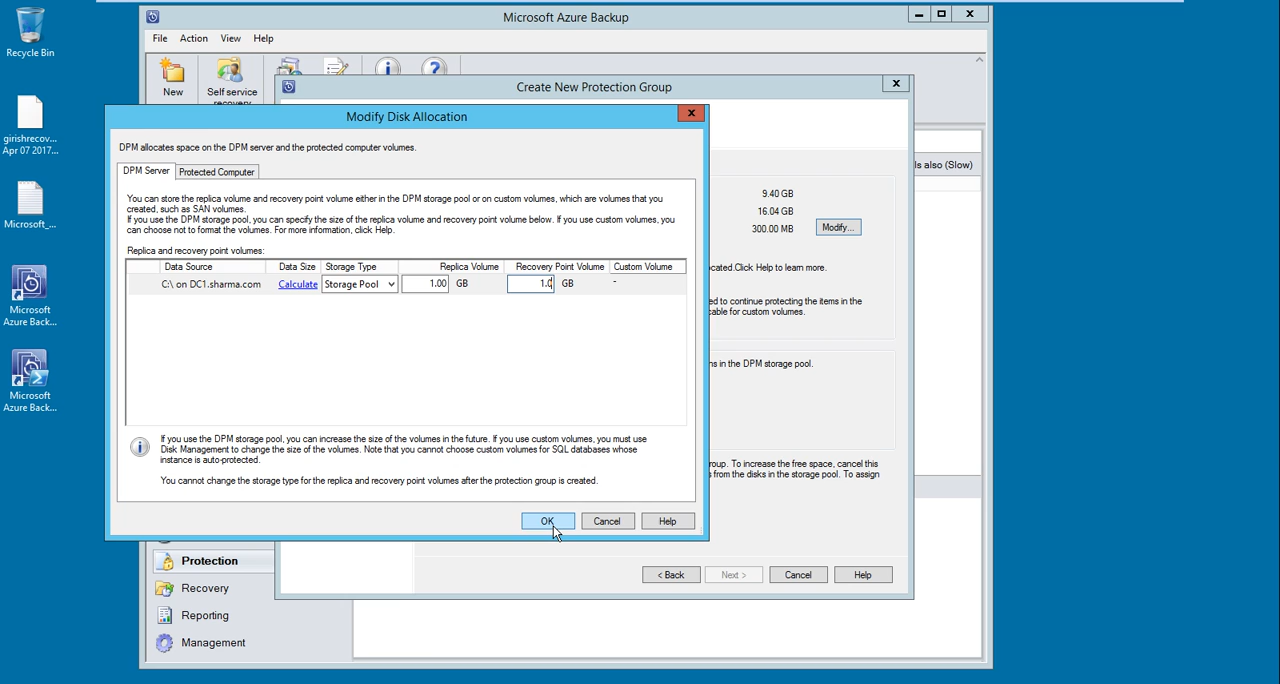 Recycle Bin
girishrecov...
Apr 07 2017...
Microsoft_...
Microsoft
Azure Back...
Microsoft
Azure Back...
Microsoft Azure Backup
File Action View Help
New
Self service
Create New Protection Group
ls also (Slow)
Modify Disk Allocation
DPM allocates space on the DPM server and the protected computer volumes.
DPM Server Protected Computer
You can store the replica volume and recovery point volume either in the DPM storage pool or on custom volumes, which are volumes that you
created, such as SAN volumes.
If you use the DPM storage pool, you can specify the size of the replica volume and recovery point volume below. If you use custom volumes, you
can choose not to format the volumes. For more information, click Help.
Replica and recovery point volumes:
Data Source Data Size Storage Type Replica Volume Recovery Point Volume Custom Volume
C:\ on DC1.sharma.com Calculate Storage Pool 1.00 GB 1.0 GB -
If you use the DPM storage pool, you can increase the size of the volumes in the future. If you use custom volumes, you must use
Disk Management to change the size of the volumes. Note that you cannot choose custom volumes for SQL databases whose
instance is auto-protected.
You cannot change the storage type for the replica and recovery point volumes after the protection group is created.
OK Cancel Help
9.40 GB
16.04 GB
300.00 MB Modify...
cated.Click Help to learn more.
ed to continue protecting the items in the
cable for custom volumes.
ns in the DPM storage pool.
roup. To increase the free space, cancel this
s from the disks in the storage pool. To assign
< Back Next > Cancel Help
Protection
Recovery
Reporting
Management